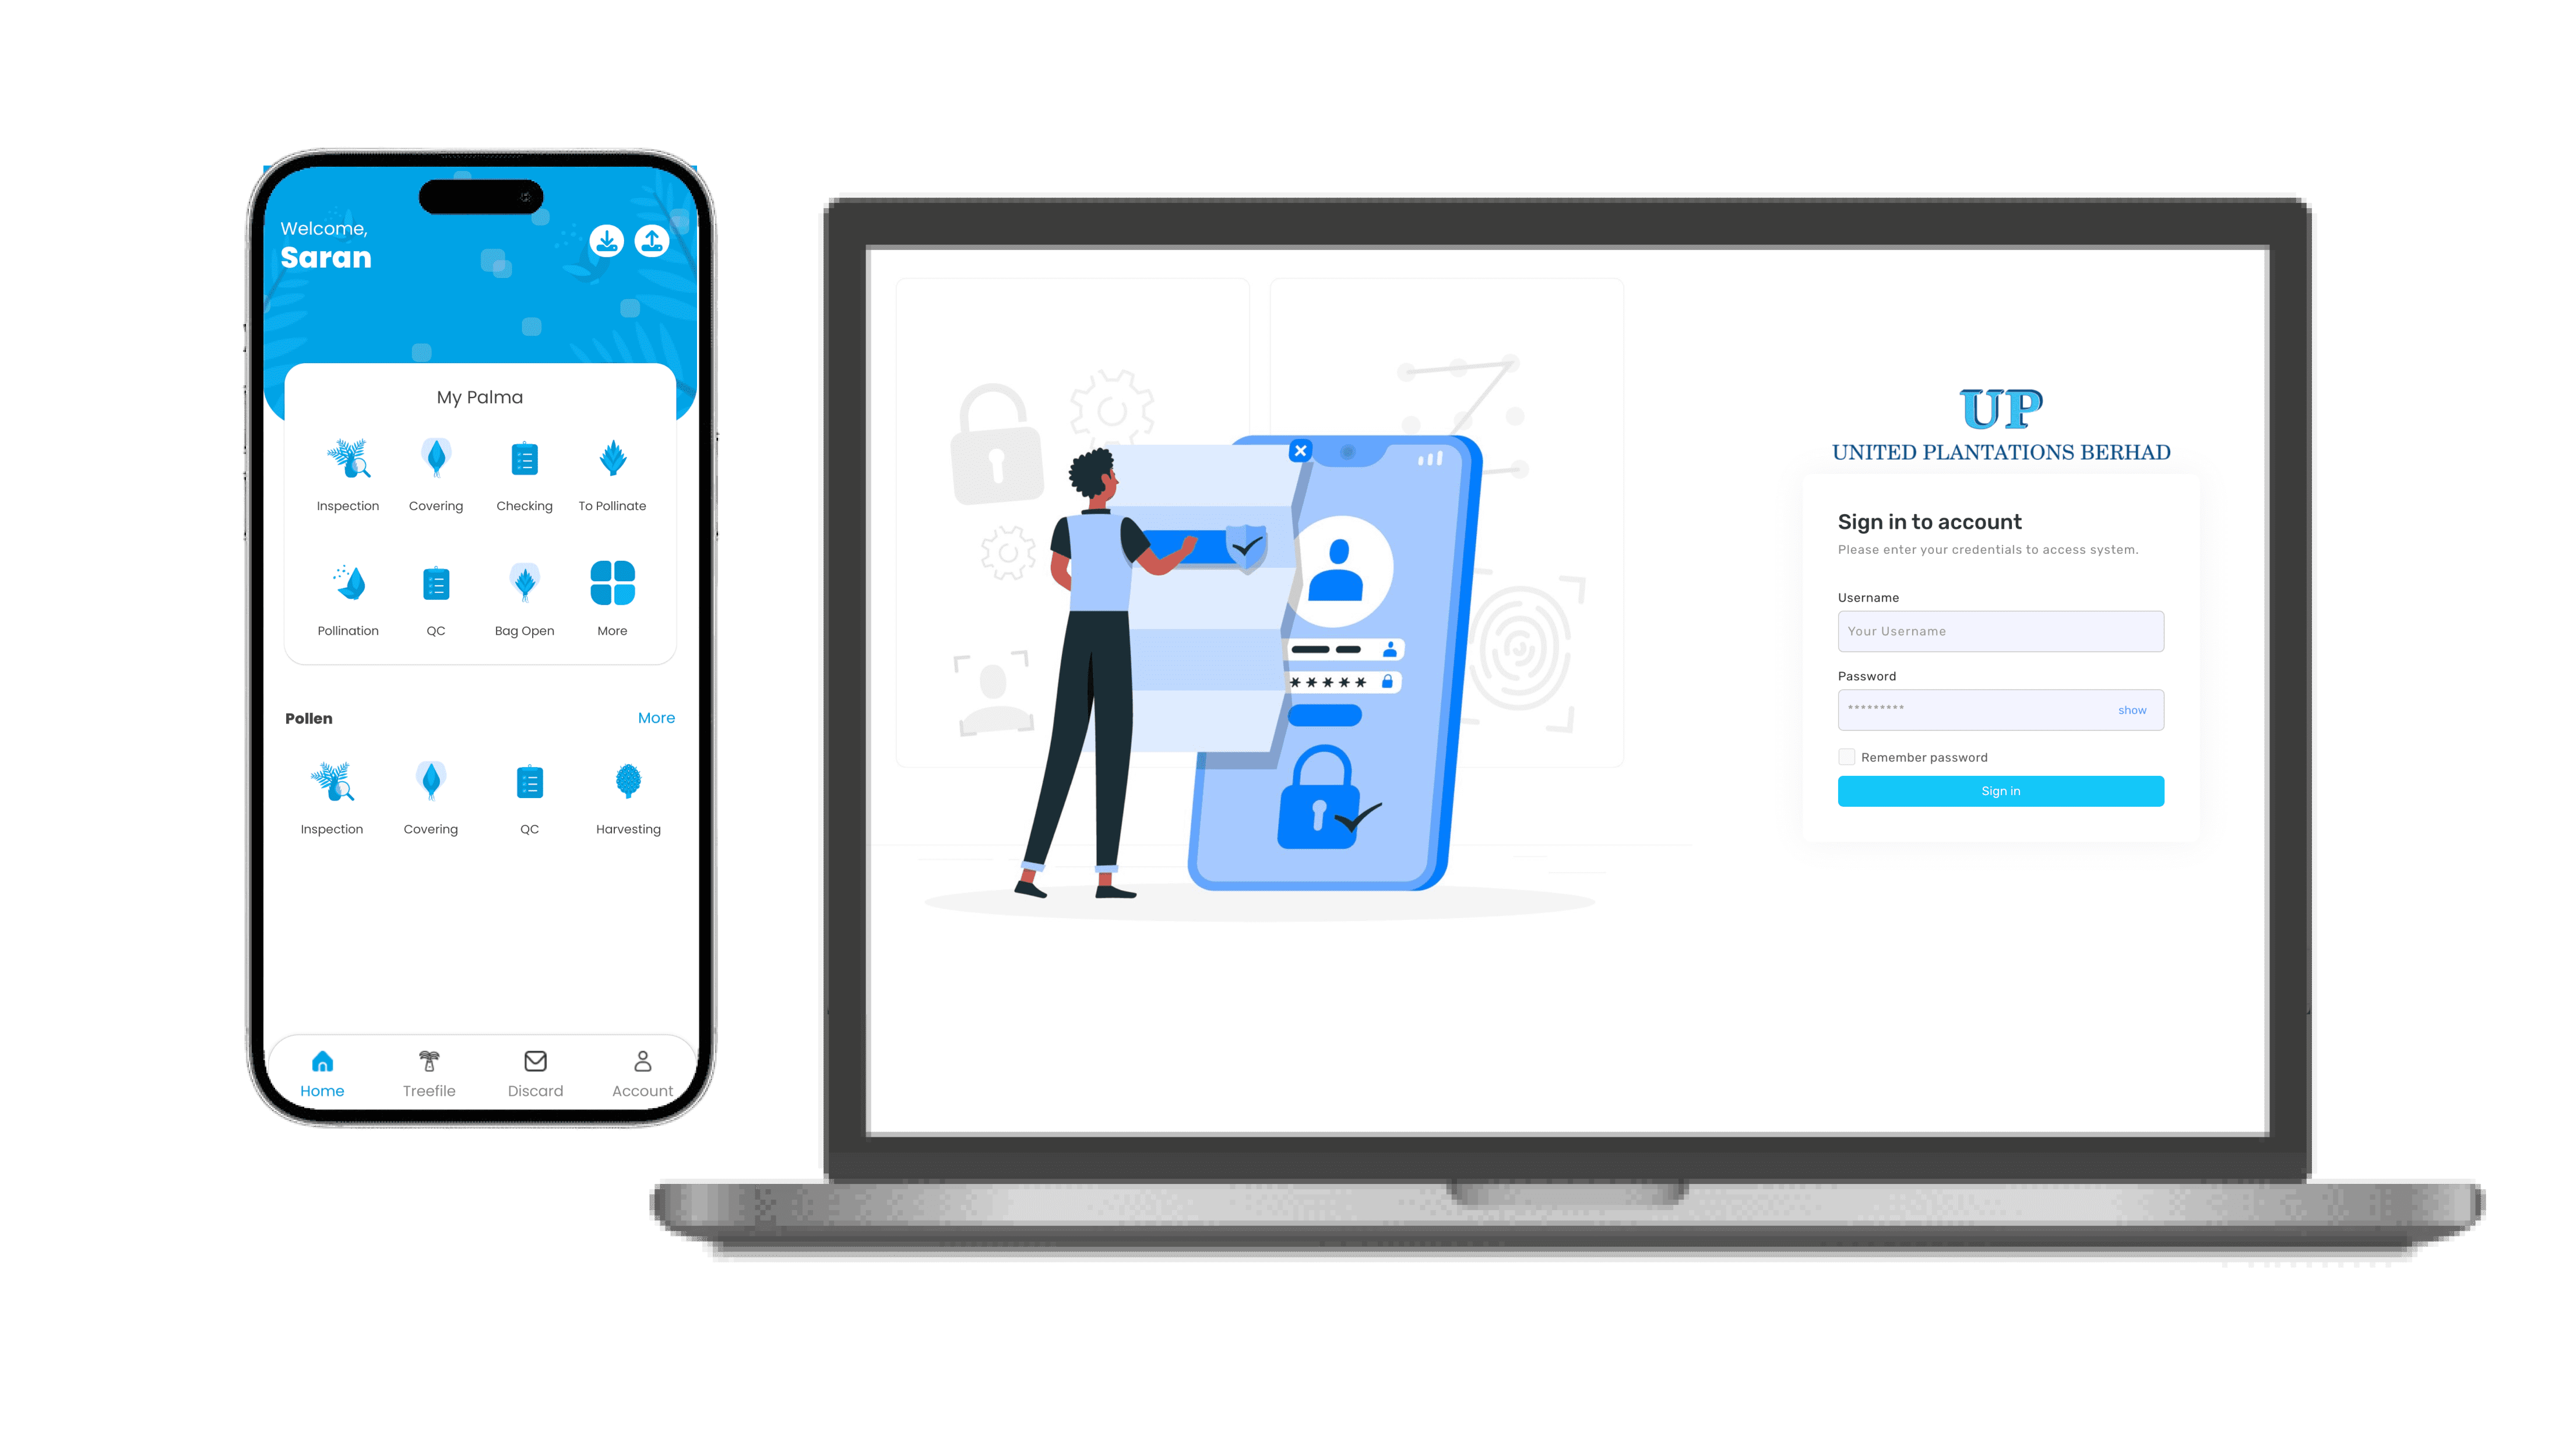 Welcome,
Saran
My Palma
Inspection Covering Checking To Pollinate
Pollination QC Bag Open More
Pollen More
Inspection Covering QC Harvesting
Home Treefile Discard Account
UP
UNITED PLANTATIONS BERHAD
Sign in to account
Please enter your credentials to access system.
Username
Your Username
Password
*********
show
Remember password
Sign in
*****